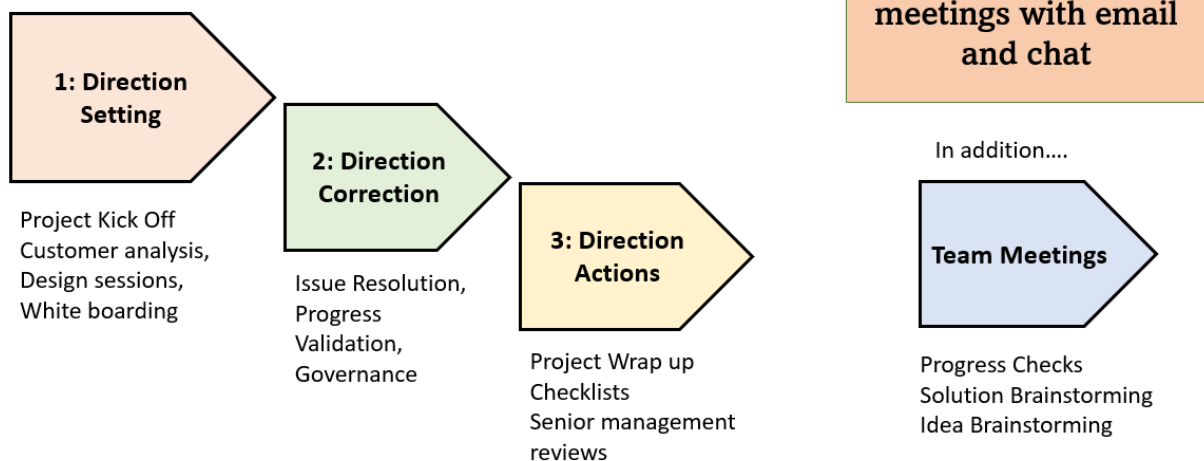 1: Direction
Setting
Project Kick Off
Customer analysis,
Design sessions,
White boarding
2: Direction
Correction
Issue Resolution,
Progress
Validation,
Governance
3: Direction
Actions
Project Wrap up
Checklists
Senior management
reviews
meetings with email
and chat
In addition....
Team Meetings
Progress Checks
Solution Brainstorming
Idea Brainstorming